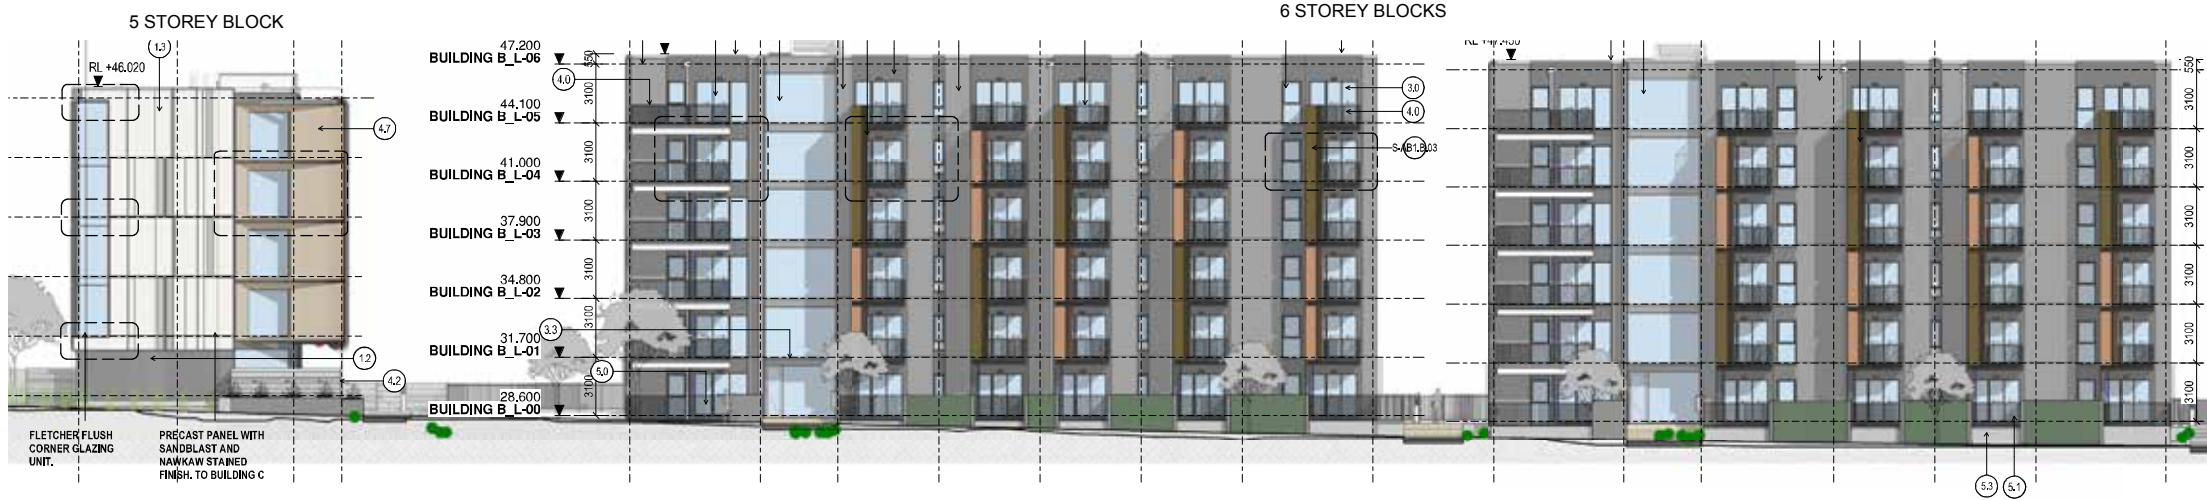 5 STOREY BLOCK
6 STOREY BLOCKS
1.3
RL +46.020
4.7
1.2
4.2
FLETCHER FLUSH
CORNER GLAZING
UNIT.
PRECAST PANEL WITH
SANDBLAST AND
NAWKAW STAINED
FINISH. TO BUILDING C
47.200
BUILDING B_L-06
44.100
BUILDING B_L-05
41.000
BUILDING B_L-04
37.900
BUILDING B_L-03
34.800
BUILDING B_L-02
31.700
BUILDING B_L-01
28.600
BUILDING B_L-00
550
3100
3100
3100
3100
3100
3100
4.0
3.3
5.0
3.0
4.0
RL +47.450
550
3100
3100
3100
3100
3100
3100
5.3
5.1